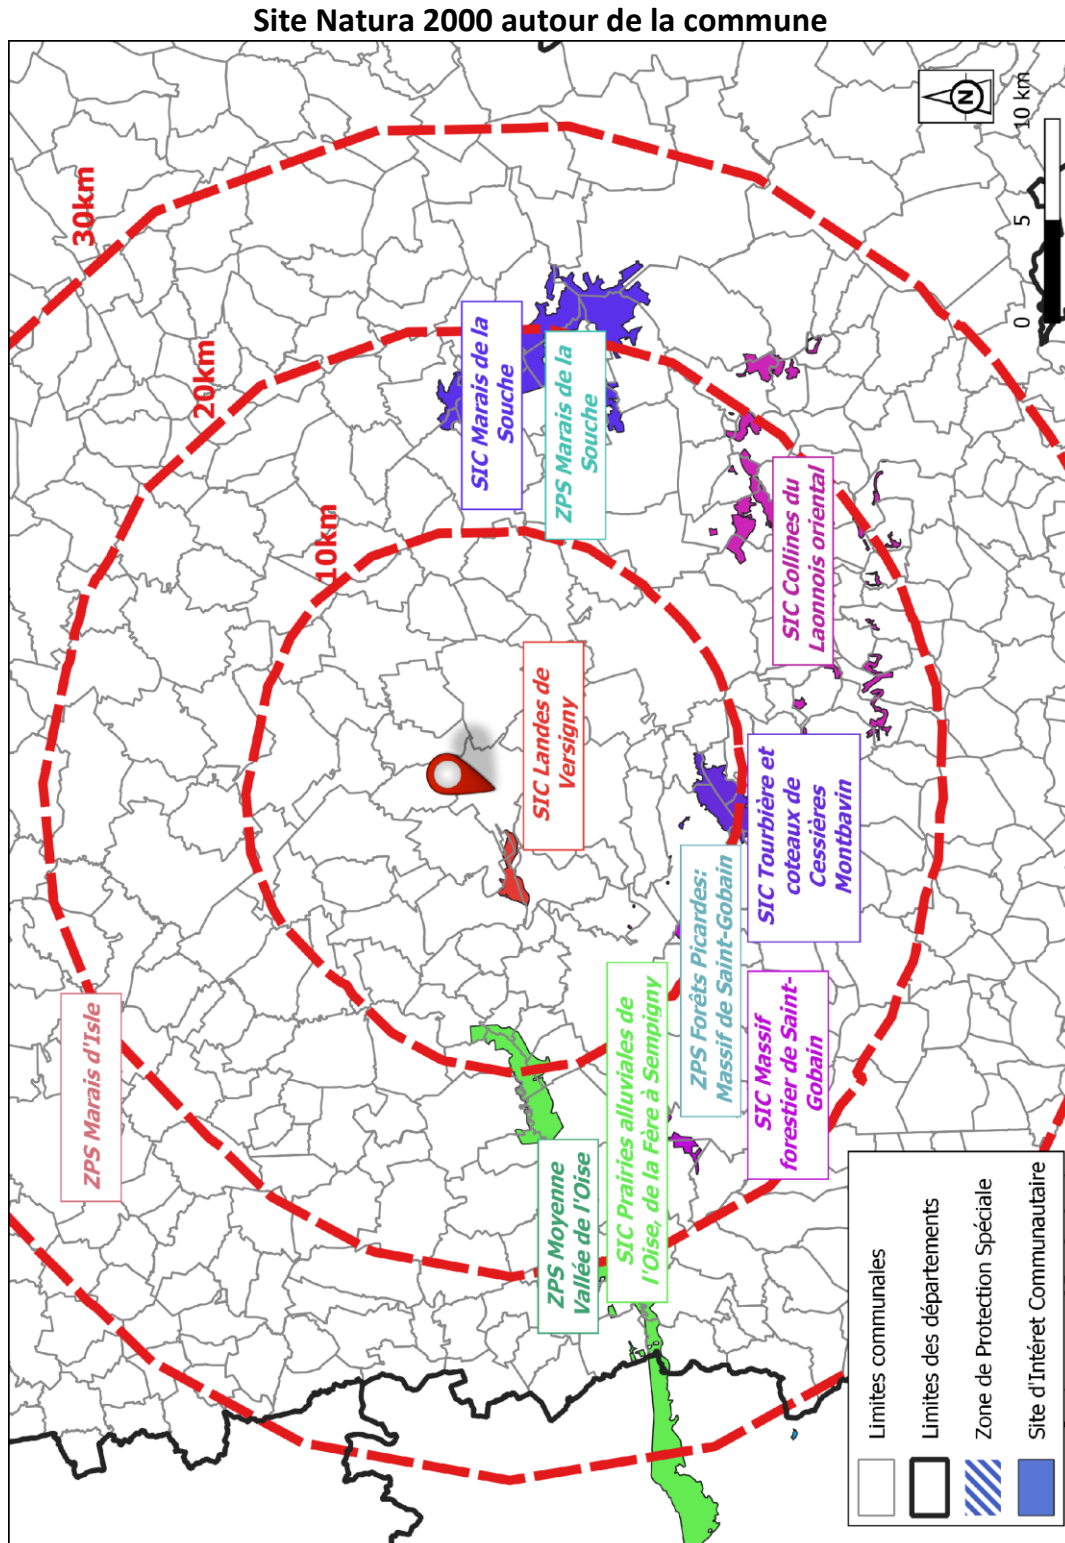 Site Natura 2000 autour de la commune
30km
20km
10km
ZPS Marais d'Isle
SIC Marais de la
Souche
ZPS Marais de la
Souche
SIC Landes de
Versigny
ZPS Moyenne
Vallée de l'Oise
SIC Prairies alluviales de
l'Oise, de la Fère à Sempigny
ZPS Forêts Picardes:
Massif de Saint-Gobain
SIC Massif
forestier de Saint-
Gobain
SIC Tourbière et
coteaux de
Cessières
Montbavin
SIC Collines du
Laonnois oriental
N
0 5 10 km
Limites communales
Limites des départements
Zone de Protection Spéciale
Site d'Intéret Communautaire